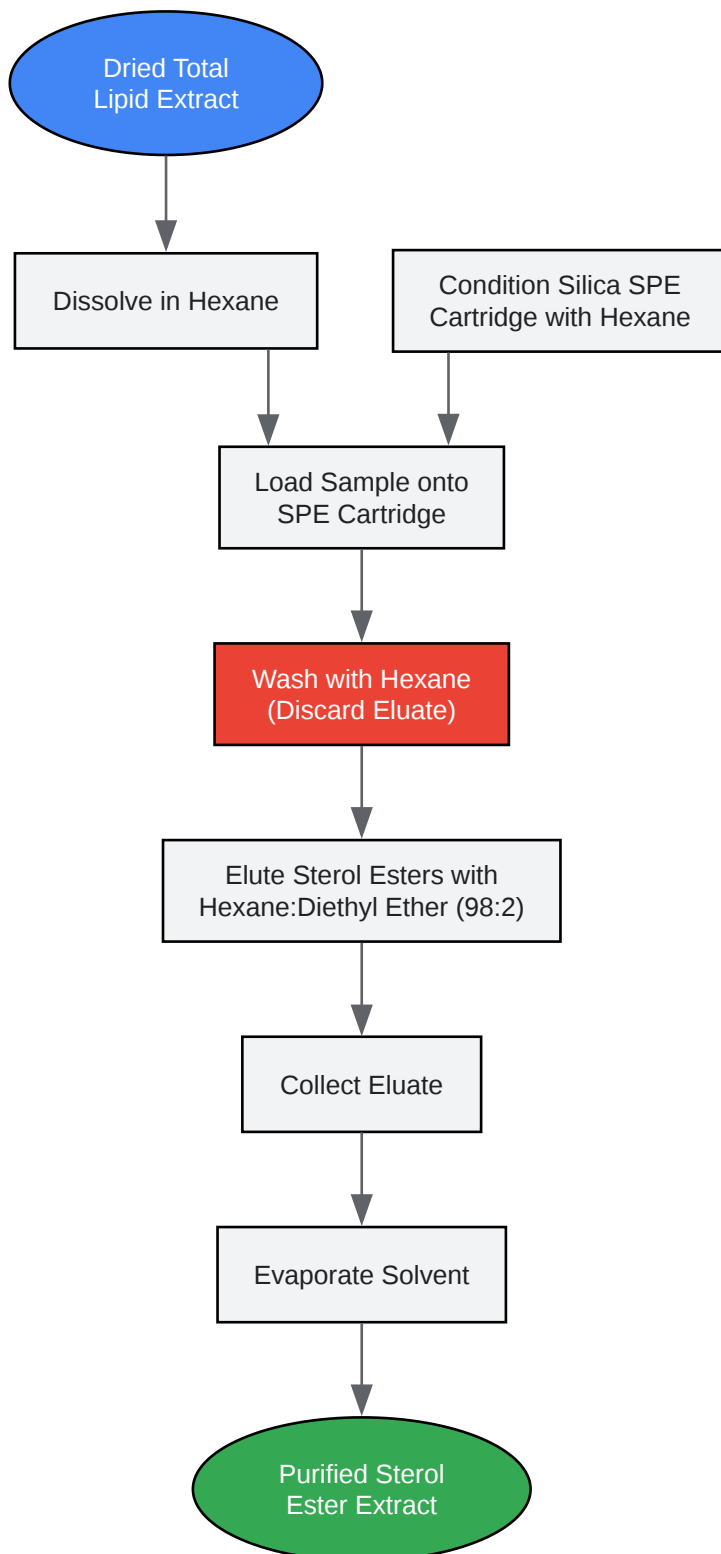 Dried Total
Lipid Extract
Dissolve in Hexane
Condition Silica SPE
Cartridge with Hexane
Load Sample onto
SPE Cartridge
Wash with Hexane
(Discard Eluate)
Elute Sterol Esters with
Hexane:Diethyl Ether (98:2)
Collect Eluate
Evaporate Solvent
Purified Sterol
Ester Extract